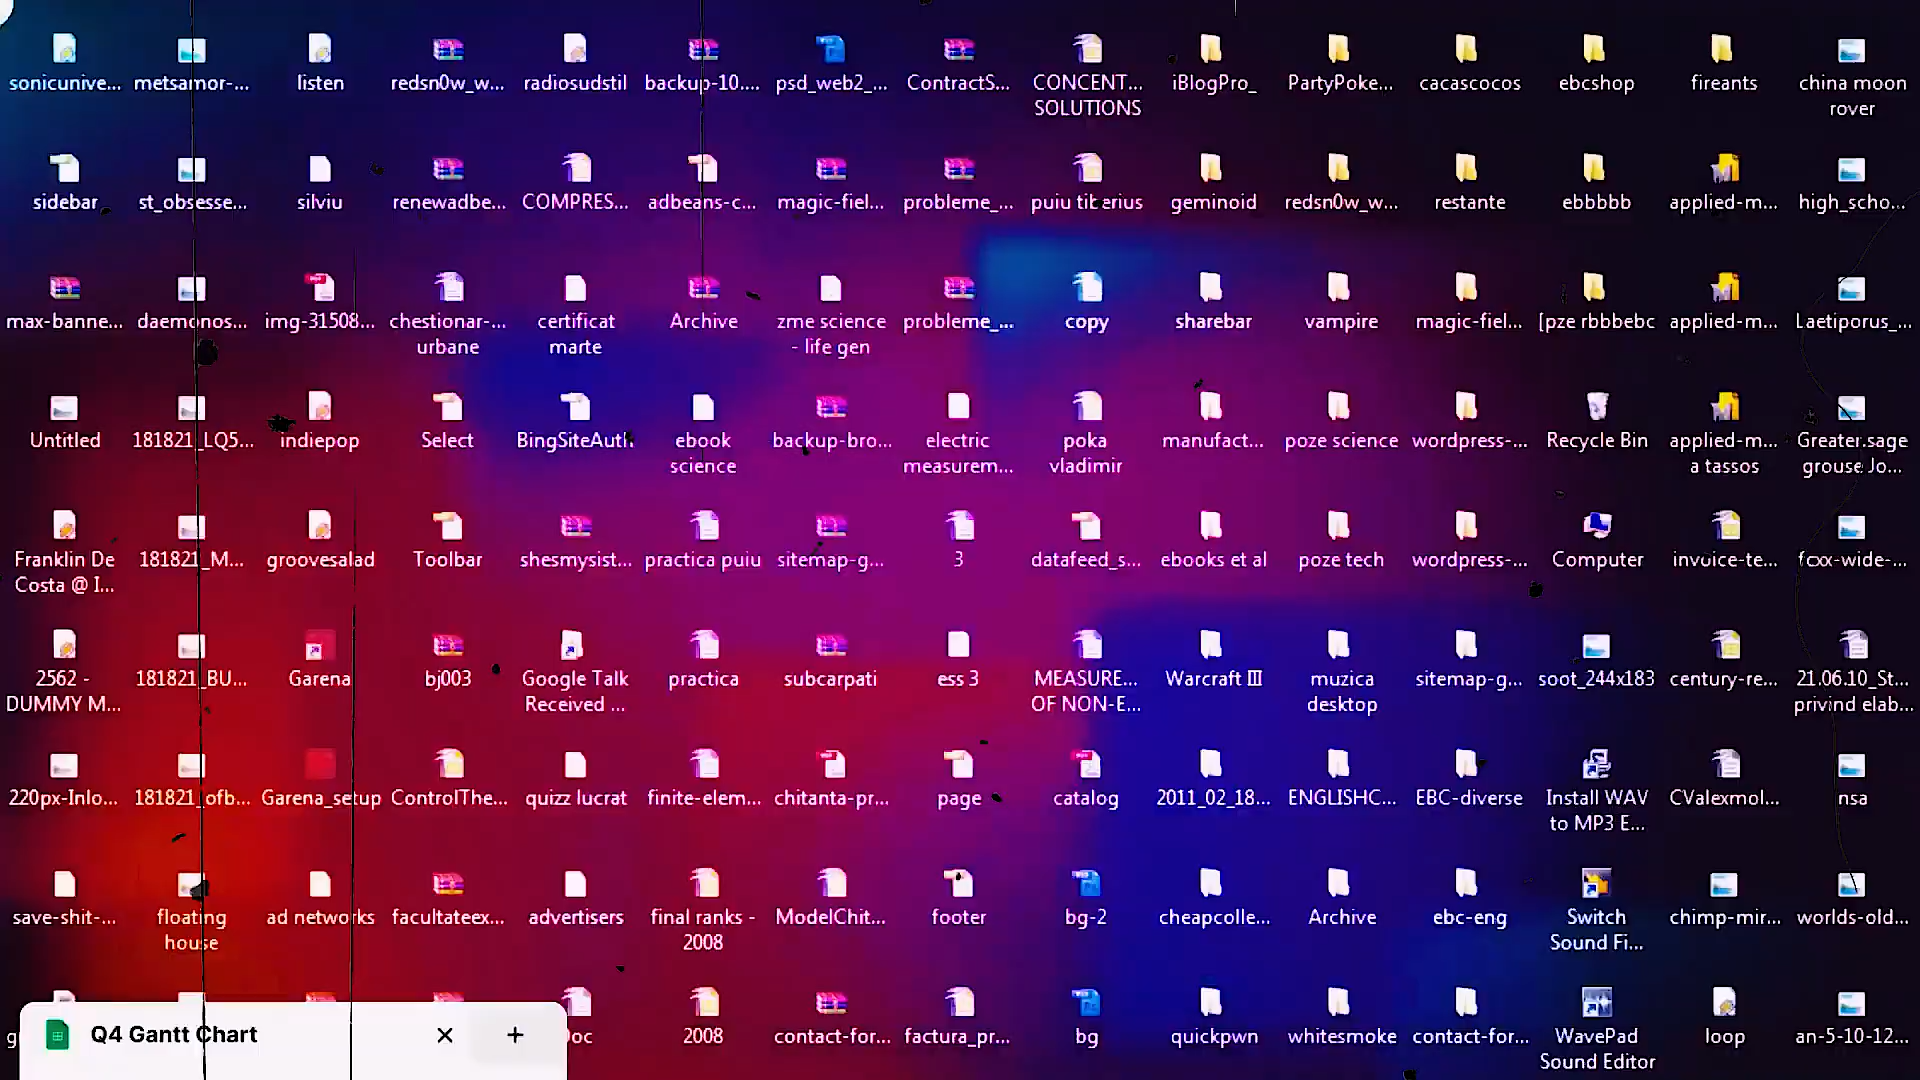 sonicunive... metsamor-... listen redsn0w_w... radiosudstil backup-10.... psd_web2_... ContractS... CONCENT... iBlogPro_ PartyPoke... cacascocos ebcshop fireants china moon
SOLUTIONS rover
sidebar st_obsesse... silviu renewadbe... COMPRES... adbeans-c... magic-fiel... probleme_... puiu tiberius geminoid redsn0w_w... restante ebbbbb applied-m... high_scho...
max-banne... daemonos... img-31508... chestionar-... certificat Archive zme science probleme_... copy sharebar vampire magic-fiel... [pze rbbbebc applied-m... Laetiporus_...
urbane marte - life gen
Untitled 181821_LQ5... indiepop Select BingSiteAuth ebook backup-bro... electric poka manufact... poze science wordpress-... Recycle Bin applied-m... Greater sage
science measurem... vladimir a tassos grouse Jo...
Franklin De 181821_M... groovesalad Toolbar shesmysist... practica puiu sitemap-g... 3 datafeed_s... ebooks et al poze tech wordpress-... Computer invoice-te... fcxx-wide-...
Costa @ I...
2562 - 181821_BU... Garena bj003 Google Talk practica subcarpati ess 3 MEASURE... Warcraft III muzica sitemap-g... soot_244x183 century-re... 21.06.10_St...
DUMMY M... Received ... OF NON-E... desktop privind elab...
220px-Inlo... 181821_ofb... Garena_setup ControlThe... quizz lucrat finite-elem... chitanta-pr... page catalog 2011_02_18... ENGLISHC... EBC-diverse Install WAV CValexmol... nsa
to MP3 E...
save-shit-... floating ad networks facultateex... advertisers final ranks - ModelChit... footer bg-2 cheapcolle... Archive ebc-eng Switch chimp-mir... worlds-old...
house 2008 Sound Fi...
Q4 Gantt Chart 2008 contact-for... factura_pr... bg quickpwn whitesmoke contact-for... WavePad loop an-5-10-12...
Sound Editor